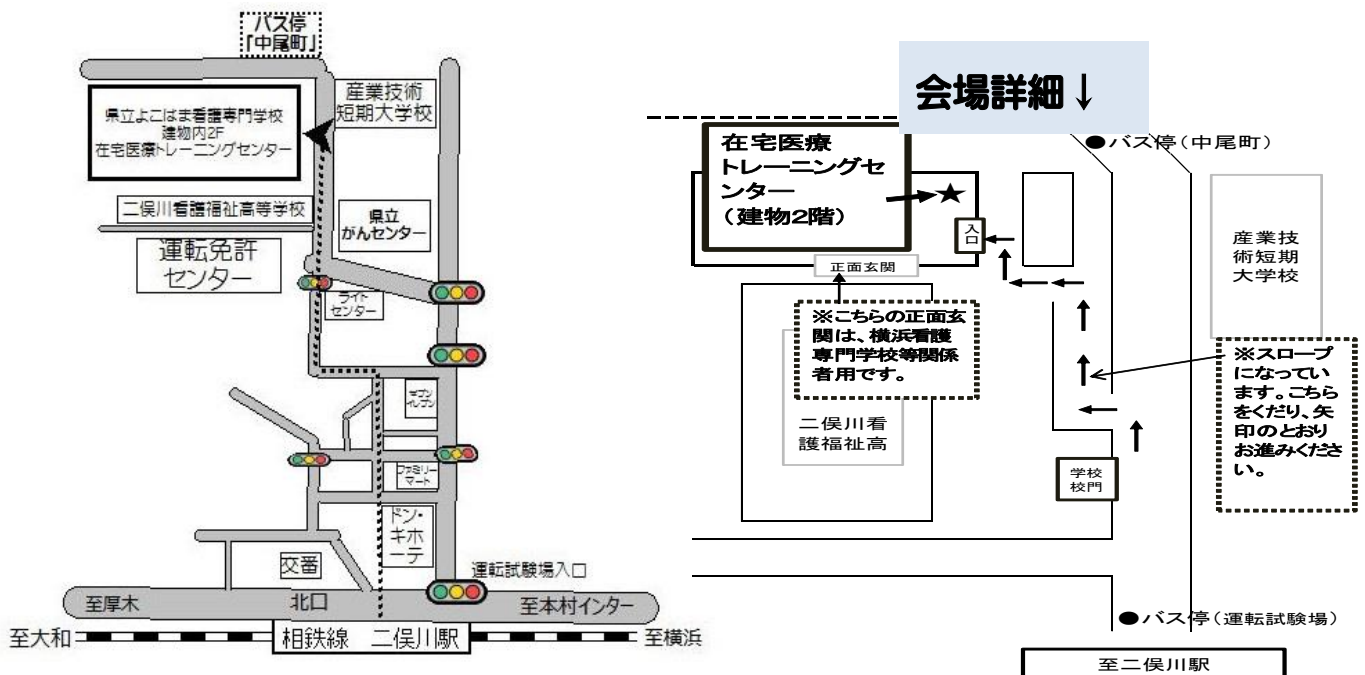 バス停
「中尾町」
県立よこはま看護専門学校
建物内2F
在宅医療トレーニングセンター
産業技術
短期大学校
二俣川看護福祉高等学校
県立
がんセンター
運転免許
センター
ライト
センター
セブン
イレブン
ファミリー
マート
ドン・
キホ
ーテ
交番
運転試験場入口
至厚木
北口
至本村インター
至大和
相鉄線 二俣川駅
至横浜
会場詳細↓
●バス停(中尾町)
在宅医療
トレーニングセ
ンター
(建物2階)
★
入口
正面玄関
産業技
術短期
大学校
※こちらの正面玄
関は、横浜看護
専門学校等関係
者用です。
※スロープ
になってい
ます。こちら
をくだり、矢
印のとおり
お進みくださ
い。
二俣川看
護福祉高
学校
校門
●バス停(運転試験場)
至二俣川駅